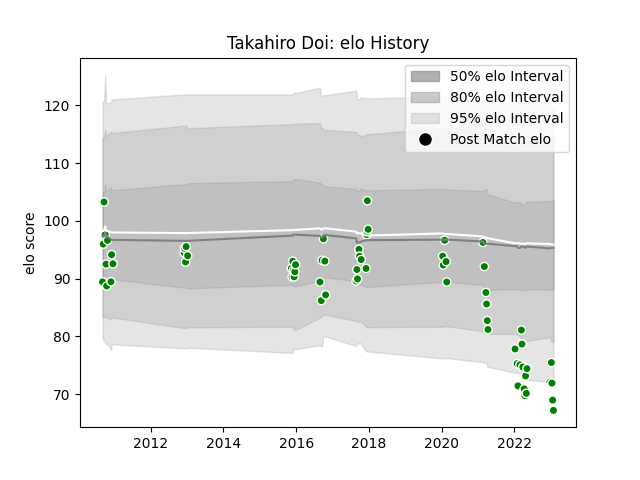 Takahiro Doi: elo History
50% elo Interval
80% elo Interval
95% elo Interval
Post Match elo
elo score
120
110
100
90
80
70
2012
2014
2016
2018
2020
2022